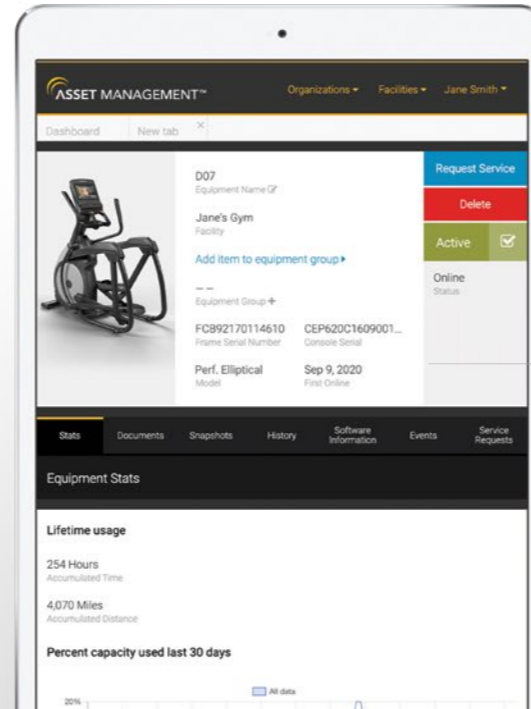 ASSET MANAGEMENT™
Organizations Facilities Jane Smith
Dashboard New tab ×
D07
Equipment Name
Jane's Gym
Facility
Add item to equipment group
– –
Equipment Group +
FCB92170114610 CEP620C1609001...
Frame Serial Number Console Serial
Perf. Elliptical Sep 9, 2020
Model First Online
Request Service
Delete
Active
Online
Status
Stats Documents Snapshots History Software Information Events Service Requests
Equipment Stats
Lifetime usage
254 Hours
Accumulated Time
4,070 Miles
Accumulated Distance
Percent capacity used last 30 days
All data
20%